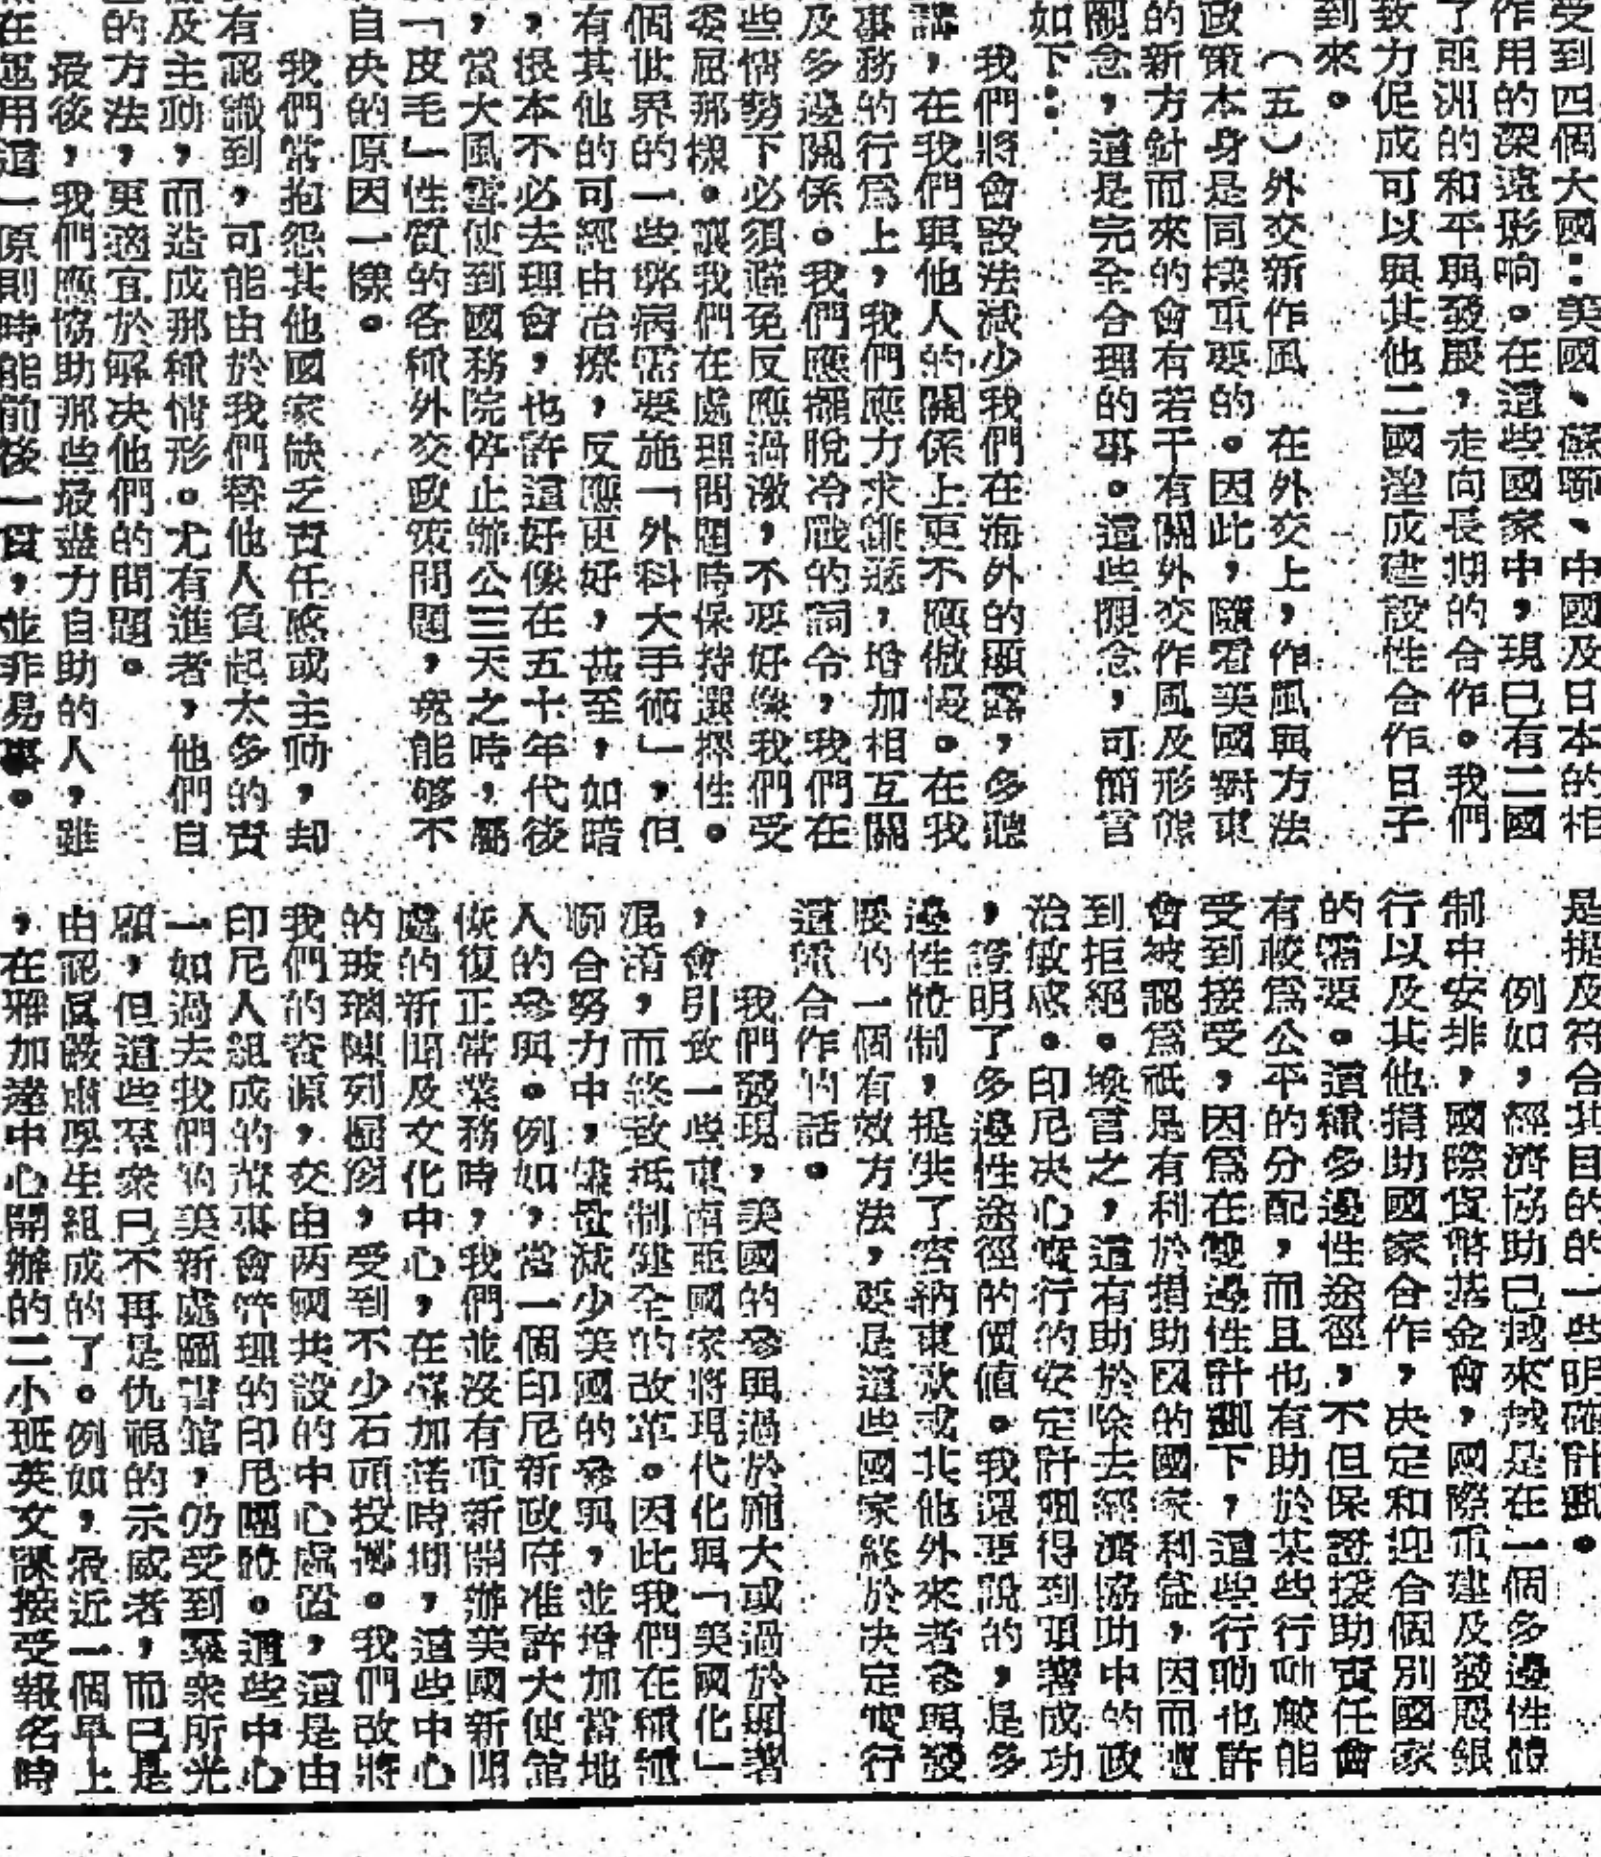 受到四個大國：美國、蘇聯、中國及日本的相
作用的深遠影响。在這些國家中，現已有二國
了亞洲的和平與發展，走向長期的合作。我們
致力促成可以與其他二國達成建設性合作日子
到來。
（五）外交新作風　在外交上，作風與方法
政策本身是同樣重要的。因此，隨着美國對東
的新方針而來的會有若干有關外交作風及形態
觀念，這是完全合理的事。這些觀念，可簡言
如下：
我們將會設法減少我們在海外的顯露，多聽
講，在我們與他人的關係上更不應傲慢。在我
事務的行爲上，我們應力求謙遜，增加相互關
及多邊關係。我們應擺脫冷戰的詞令，我們在
些情勢下必須避免反應過激，不要好像我們受
委屈那樣。讓我們在處理問題時保持選擇性。
個世界的一些弊病需要施「外科大手術」，但
有其他的可經由治療，反應更好，甚至，如暗
，根本不必去理會，也許這好像在五十年代後
，當大風雪使到國務院停止辦公三天之時，屬
「皮毛」性質的各種外交政策問題，竟能够不
自决的原因一樣。
我們常抱怨其他國家缺乏責任感或主動，却
有認識到，可能由於我們替他人負起太多的責
及主動，而造成那種情形。尤有進者，他們自
的方法，更適宜於解决他們的問題。
最後，我們應協助那些最盡力自助的人，雖
在運用這一原則時能前後一貫，並非易事。
是提及符合其目的的一些明確計劃。
例如，經濟協助已越來越是在一個多邊性體
制中安排，國際貨幣基金會，國際重建及發展銀
行以及其他捐助國家合作，决定和迎合個別國家
的需要。這種多邊性途徑，不但保證援助責任會
有較爲公平的分配，而且也有助於某些行動較能
受到接受，因爲在雙邊性計劃下，這些行動也許
會被認爲祇是有利於捐助國的國家利益，因而遭
到拒絕。換言之，這有助於除去經濟協助中的政
治敏感。印尼决心實行的安定計劃得到顯著成功
，證明了多邊性途徑的價值。我還要說的，是多
邊性體制，提供了容納東歐或其他外來者參與發
展的一個有效方法，要是這些國家終於决定實行
這種合作的話。
我們發現，美國的參與過於龐大或過於顯著
，會引致一些東南亞國家將現代化與「美國化」
混淆，而終致抵制健全的改革。因此我們在種種
聯合努力中，儘量減少美國的參與，並增加當地
人的參與。例如，當一個印尼新政府准許大使館
恢復正常業務時，我們並沒有重新開辦美國新聞
處的新聞及文化中心，在蘇加諾時期，這些中心
的玻璃陳列櫥窗，受到不少石頭投擲。我們改將
我們的資源，交由两國共設的中心處置，這是由
印尼人組成的董事會管理的印尼團體。這些中心
一如過去我們的美新處圖書館，仍受到羣衆所光
顧，但這些羣衆已不再是仇視的示威者，而已是
由認眞嚴肅學生組成的了。例如，最近一個早上
，在雅加達中心開辦的二小班英文課接受報名時